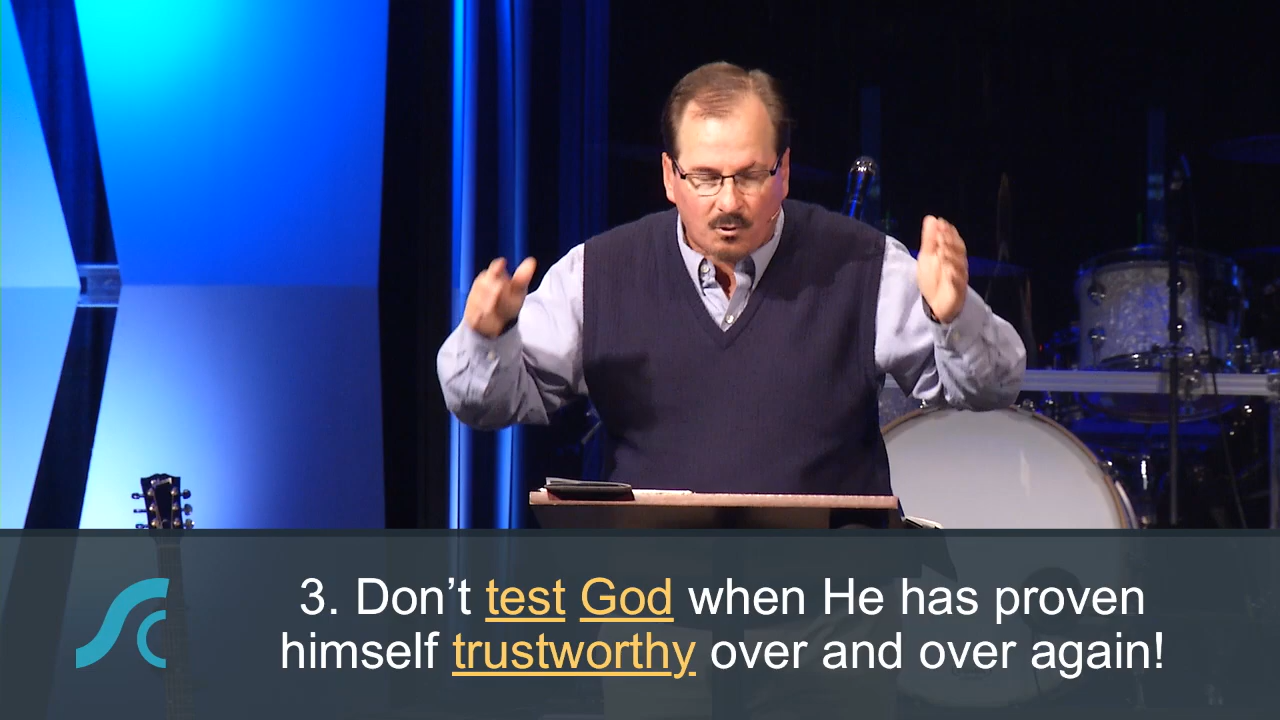 3. Don’t test God when He has proven
himself trustworthy over and over again!